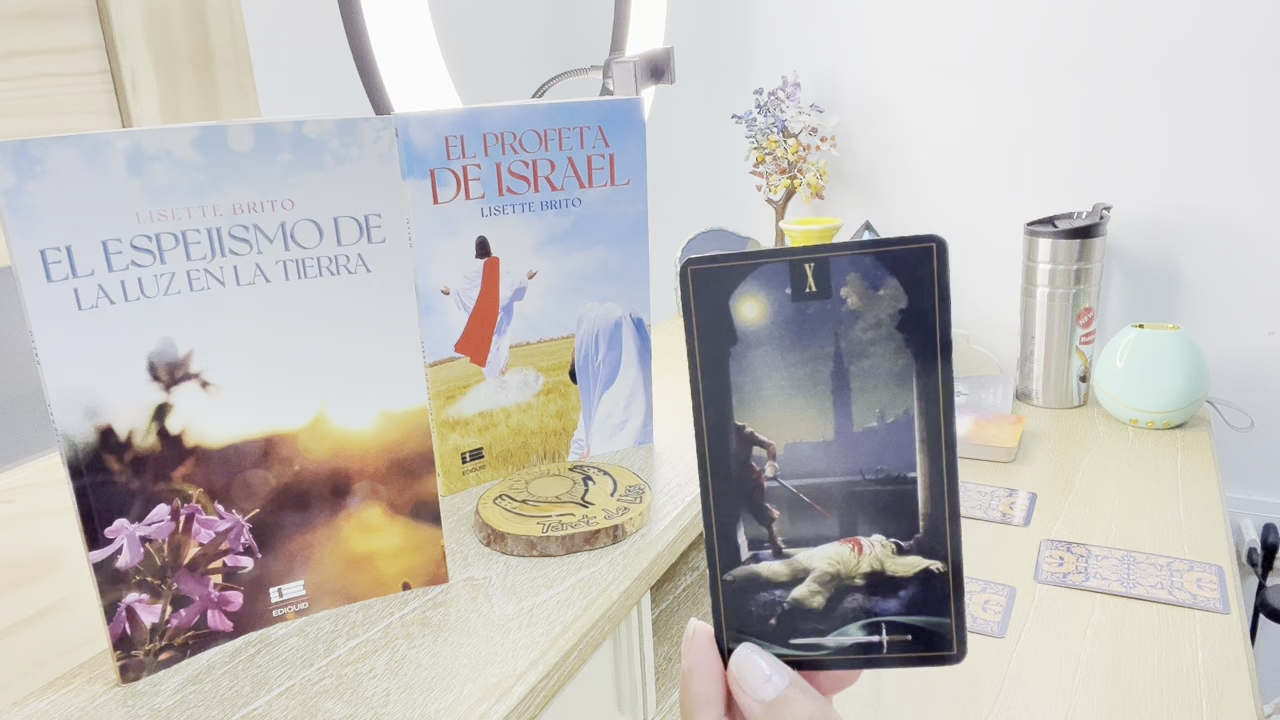 LISETTE BRITO
EL ESPEJISMO DE
LA LUZ EN LA TIERRA
EDIQUID
EL PROFETA
DE ISRAEL
LISETTE BRITO
EDIQUID
Tarot de Liss
X